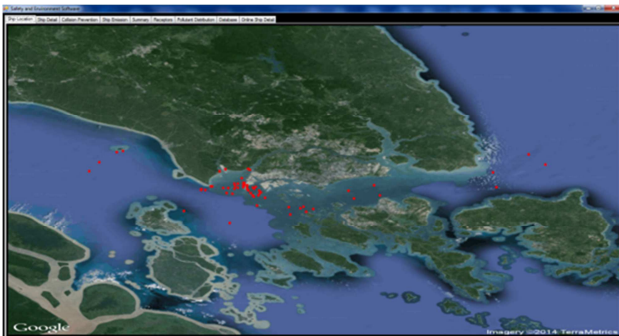 Safety and Environment Software
Ship Location Ship Detail Collision Prevention Ship Emission Summary Receptors Pollutant Distribution Database Online Ship Detail
Google
Imagery ©2014 TerraMetrics